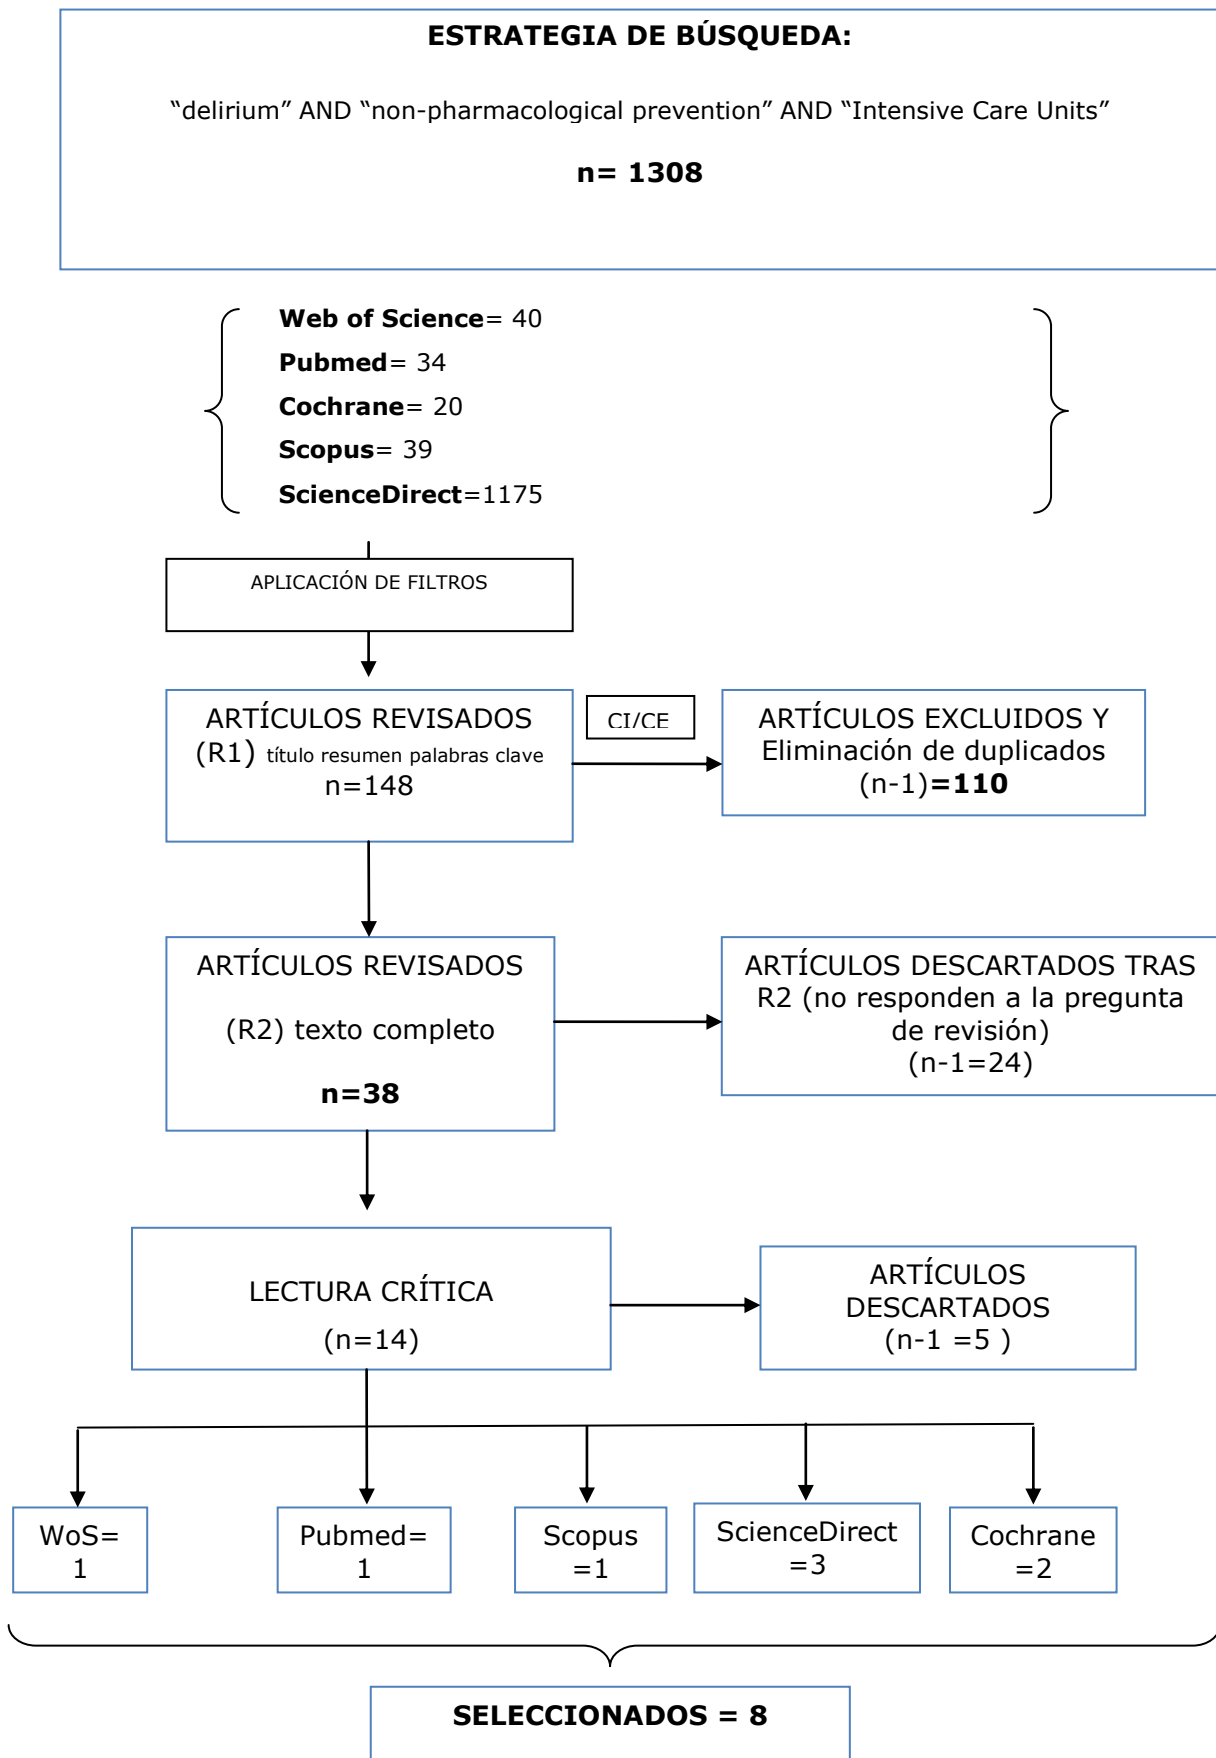 ESTRATEGIA DE BÚSQUEDA:
“delirium” AND “non-pharmacological prevention” AND “Intensive Care Units”
n= 1308
Web of Science= 40
Pubmed= 34
Cochrane= 20
Scopus= 39
ScienceDirect=1175
APLICACIÓN DE FILTROS
ARTÍCULOS REVISADOS
(R1) título resumen palabras clave
n=148
CI/CE
ARTÍCULOS EXCLUIDOS Y
Eliminación de duplicados
(n-1)=110
ARTÍCULOS REVISADOS
(R2) texto completo
n=38
ARTÍCULOS DESCARTADOS TRAS
R2 (no responden a la pregunta
de revisión)
(n-1=24)
LECTURA CRÍTICA
(n=14)
ARTÍCULOS
DESCARTADOS
(n-1 =5 )
WoS=
1
Pubmed=
1
Scopus
=1
ScienceDirect
=3
Cochrane
=2
SELECCIONADOS = 8